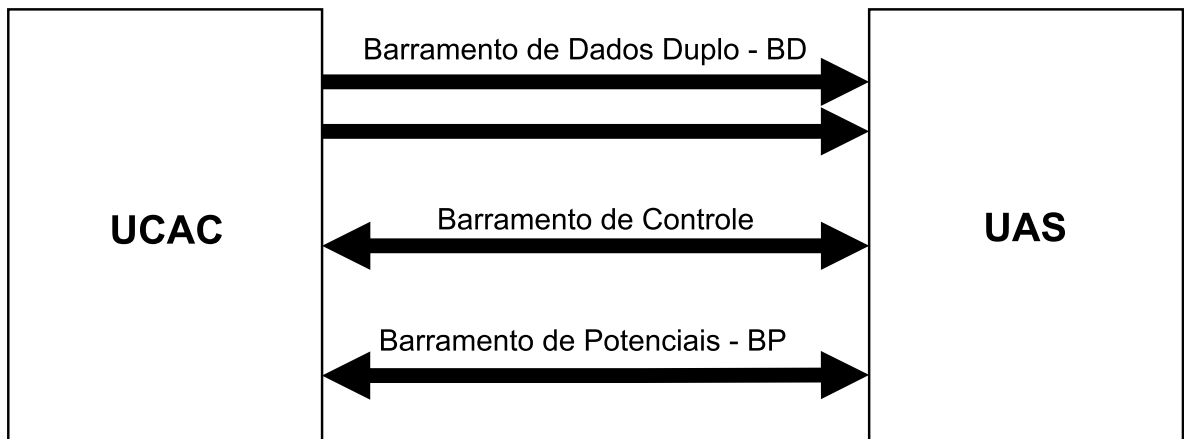 Barramento de Dados Duplo - BD
UCAC
Barramento de Controle
UAS
Barramento de Potenciais - BP